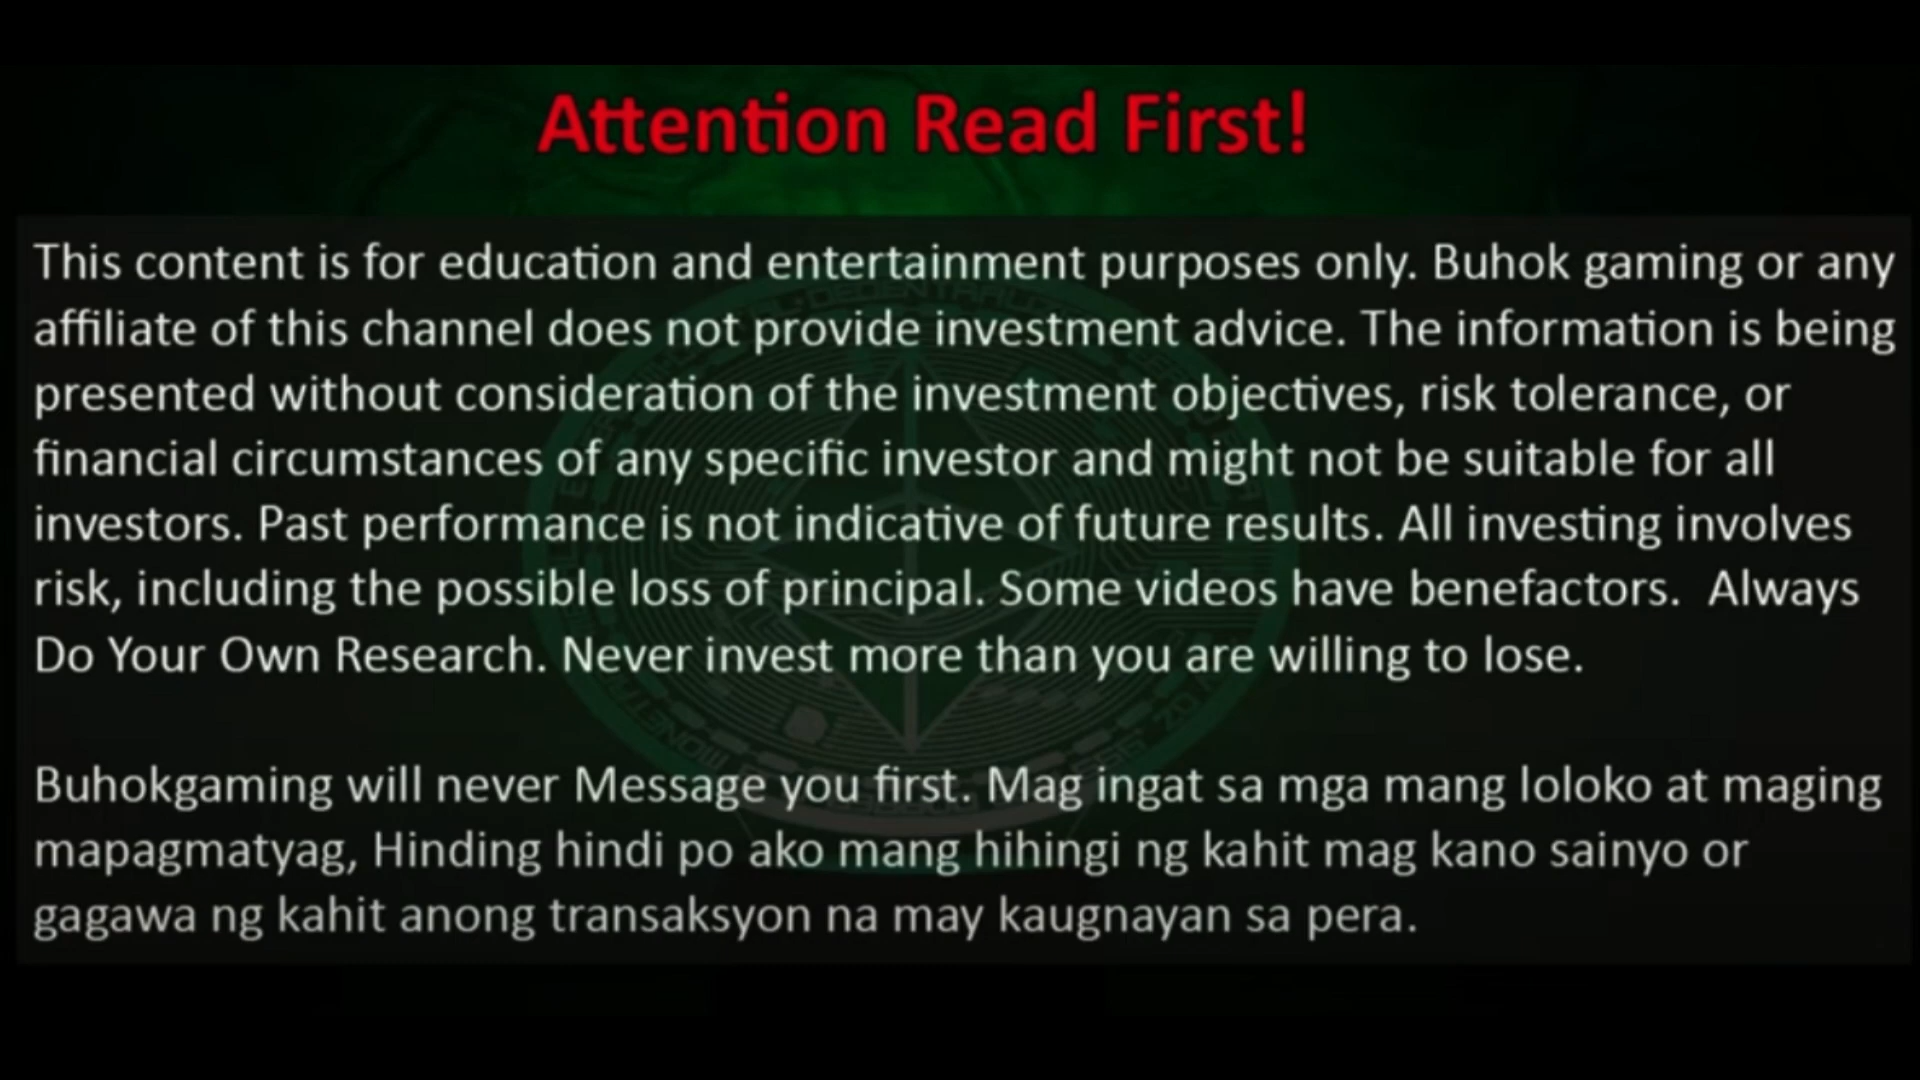 Attention Read First!
This content is for education and entertainment purposes only. Buhok gaming or any
affiliate of this channel does not provide investment advice. The information is being
presented without consideration of the investment objectives, risk tolerance, or
financial circumstances of any specific investor and might not be suitable for all
investors. Past performance is not indicative of future results. All investing involves
risk, including the possible loss of principal. Some videos have benefactors.  Always
Do Your Own Research. Never invest more than you are willing to lose.
Buhokgaming will never Message you first. Mag ingat sa mga mang loloko at maging
mapagmatyag, Hinding hindi po ako mang hihingi ng kahit mag kano sainyo or
gagawa ng kahit anong transaksyon na may kaugnayan sa pera.